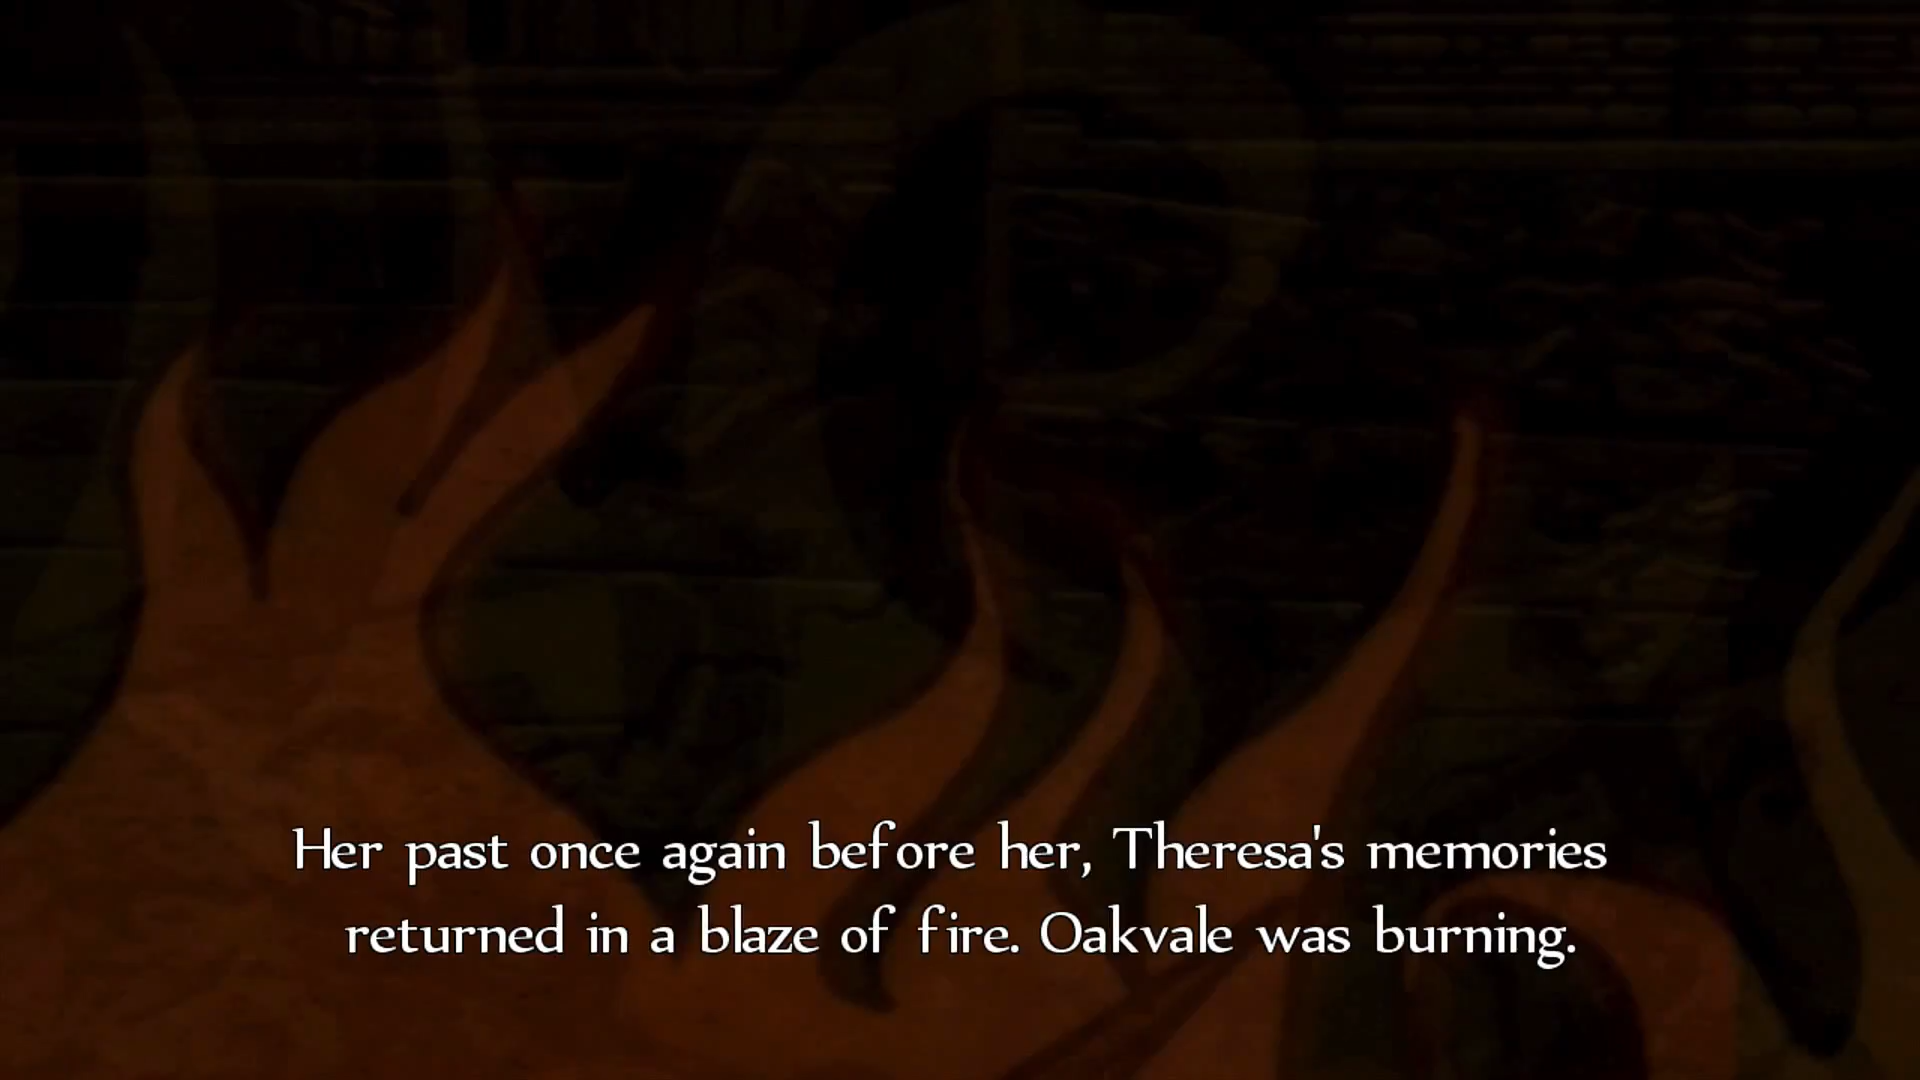 Her past once again before her, Theresa's memories
returned in a blaze of fire. Oakvale was burning.